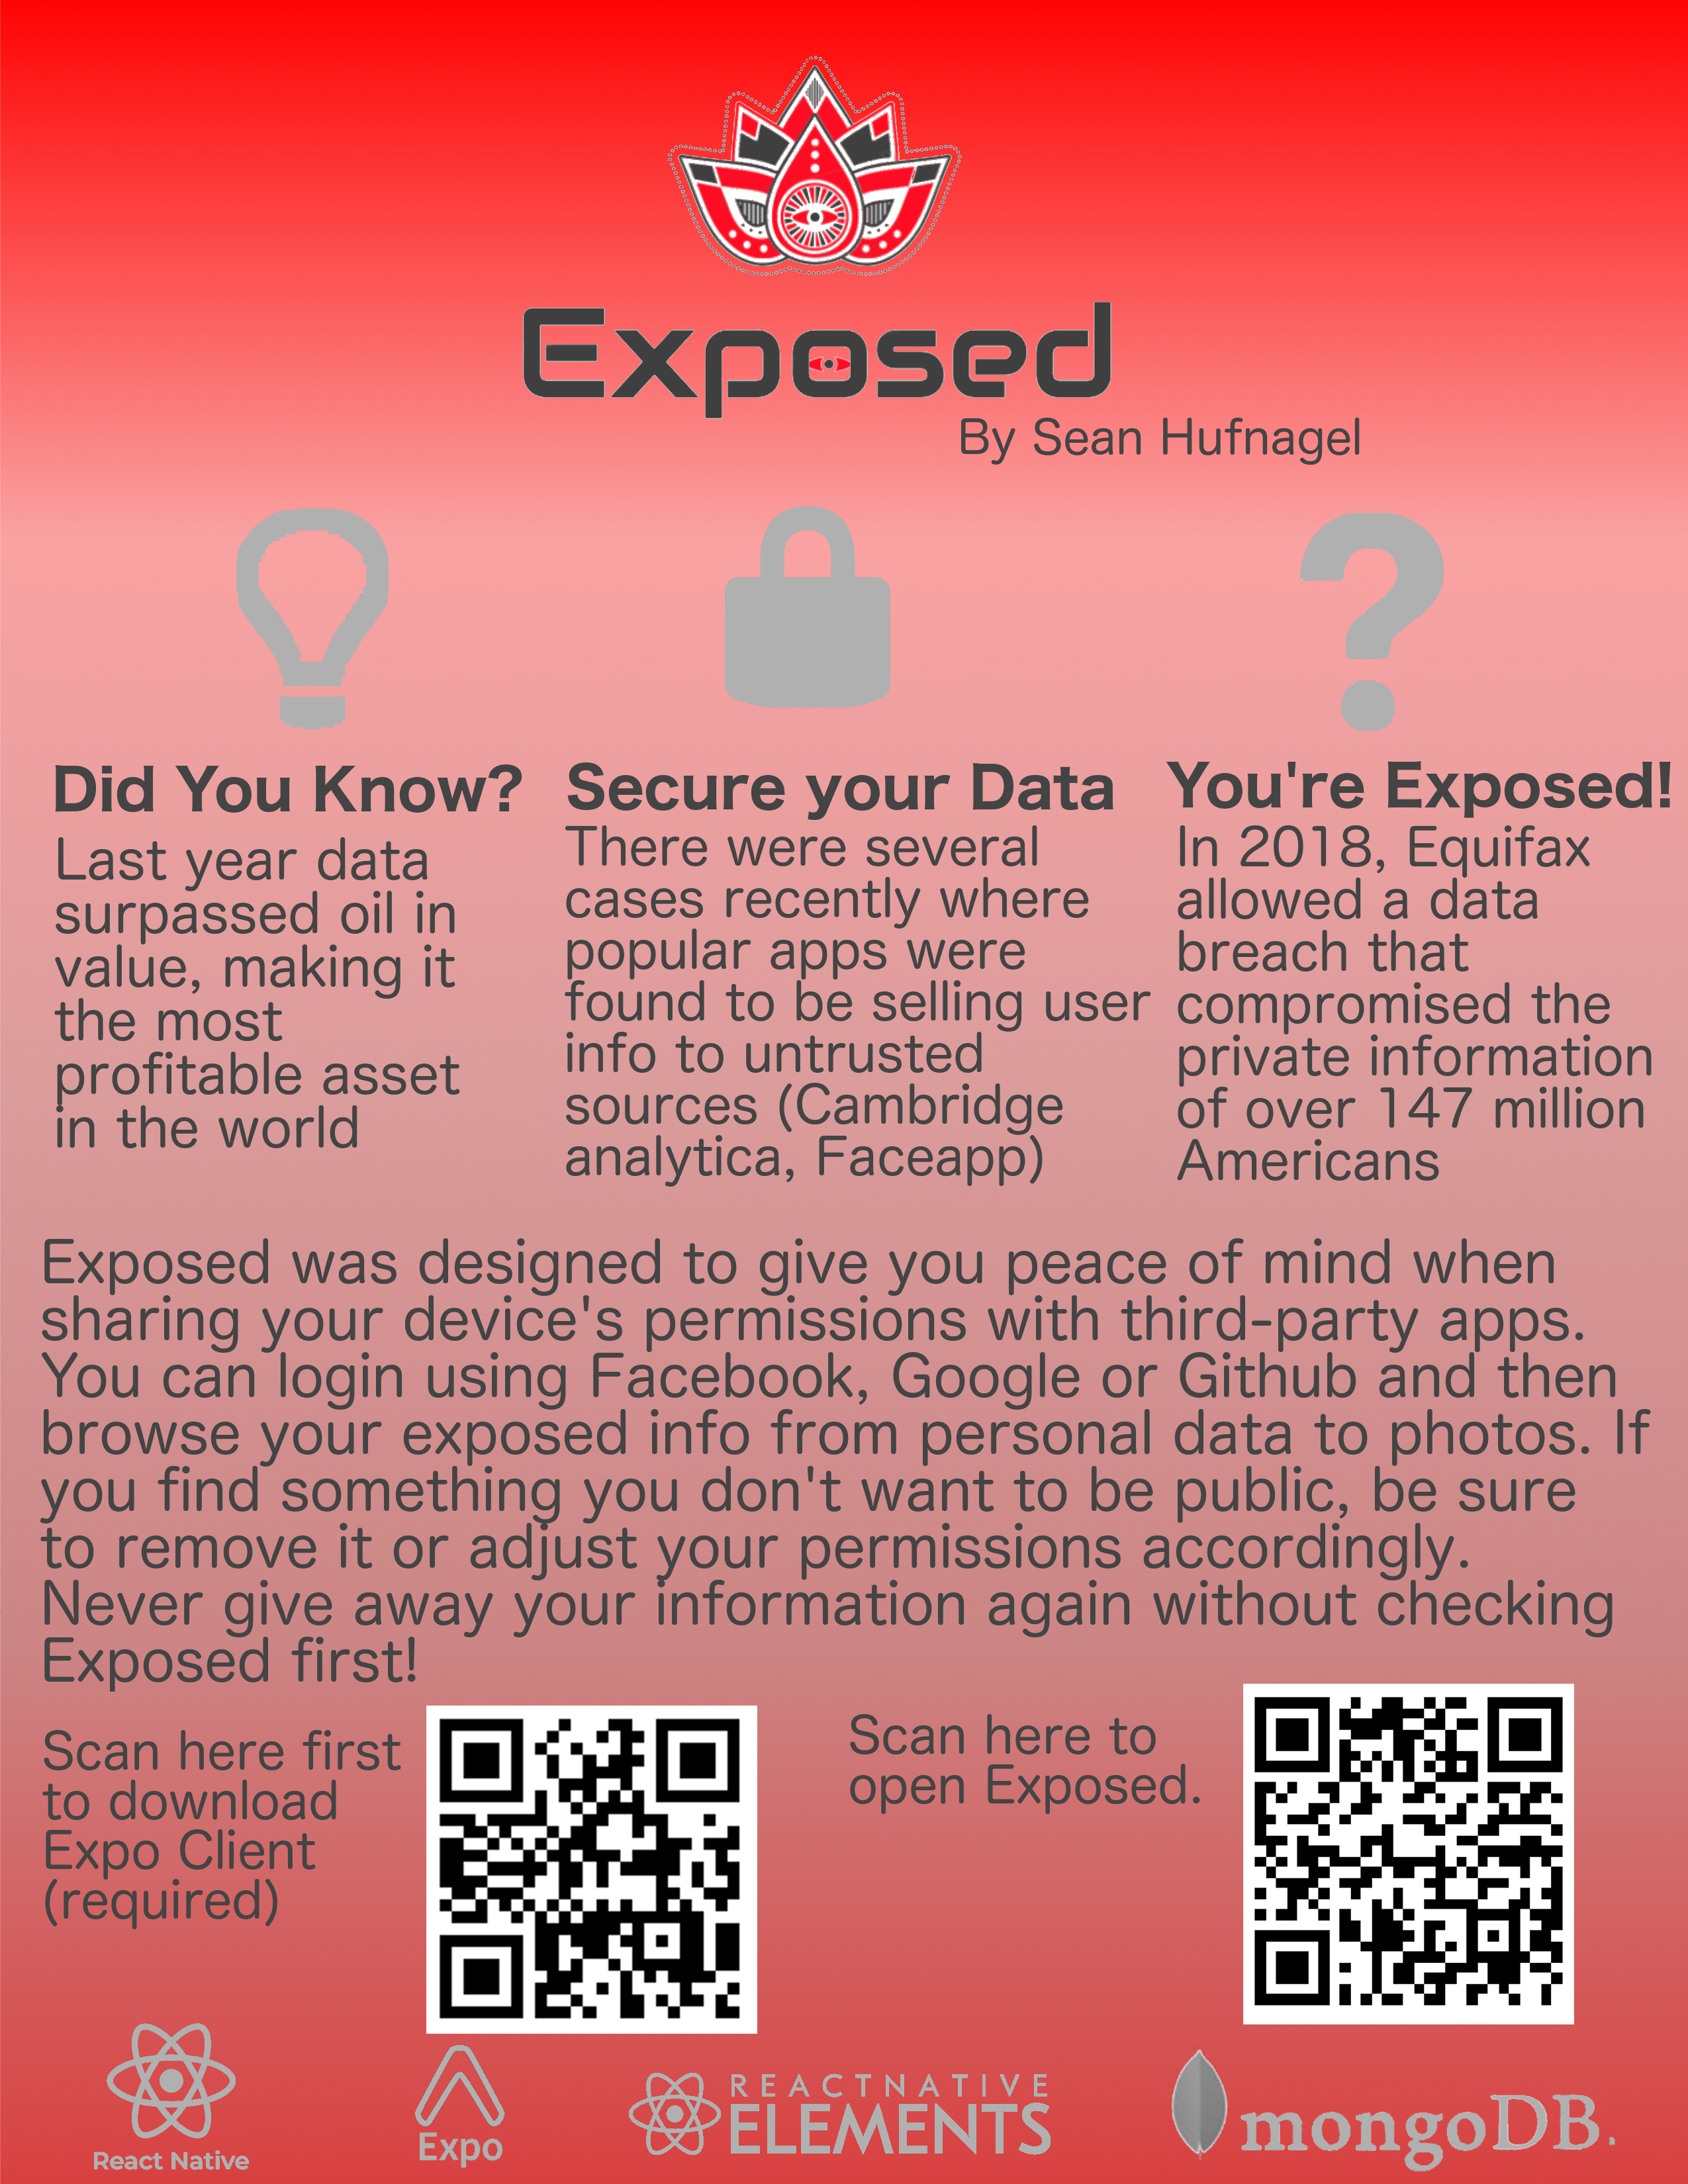 Exposed
By Sean Hufnagel
Did You Know?
Last year data
surpassed oil in
value, making it
the most
profitable asset
in the world
Secure your Data
There were several
cases recently where
popular apps were
found to be selling user
info to untrusted
sources (Cambridge
analytica, Faceapp)
You're Exposed!
In 2018, Equifax
allowed a data
breach that
compromised the
private information
of over 147 million
Americans
Exposed was designed to give you peace of mind when
sharing your device's permissions with third-party apps.
You can login using Facebook, Google or Github and then
browse your exposed info from personal data to photos. If
you find something you don't want to be public, be sure
to remove it or adjust your permissions accordingly.
Never give away your information again without checking
Exposed first!
Scan here first
to download
Expo Client
(required)
Scan here to
open Exposed.
React Native
Expo
REACTNATIVE
ELEMENTS
mongoDB.